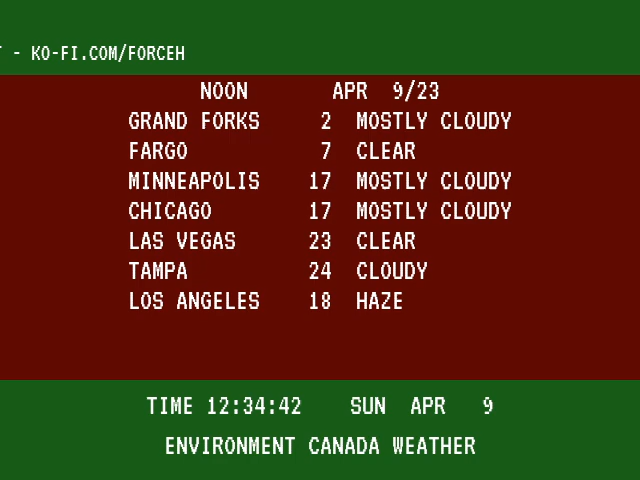 - KO-FI.COM/FORCEH
NOON APR 9/23
GRAND FORKS 2 MOSTLY CLOUDY
FARGO 7 CLEAR
MINNEAPOLIS 17 MOSTLY CLOUDY
CHICAGO 17 MOSTLY CLOUDY
LAS VEGAS 23 CLEAR
TAMPA 24 CLOUDY
LOS ANGELES 18 HAZE
TIME 12:34:42 SUN APR 9
ENVIRONMENT CANADA WEATHER